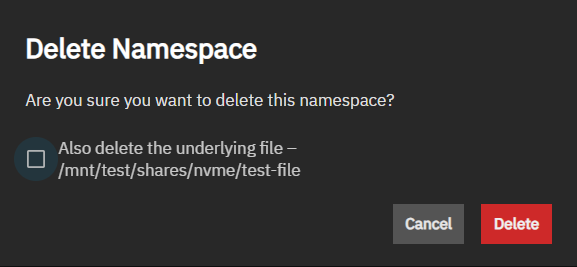 Delete Namespace
Are you sure you want to delete this namespace?
Also delete the underlying file –
/mnt/test/shares/nvme/test-file
Cancel
Delete